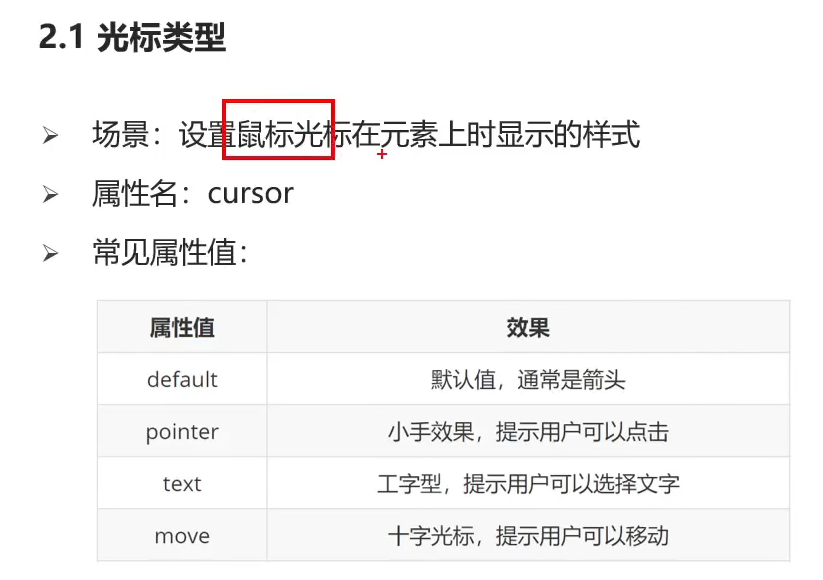 2.1 光标类型
➢ 场景：设置鼠标光标在元素上时显示的样式
➢ 属性名：cursor
➢ 常见属性值：
属性值 效果
default 默认值，通常是箭头
pointer 小手效果，提示用户可以点击
text 工字型，提示用户可以选择文字
move 十字光标，提示用户可以移动